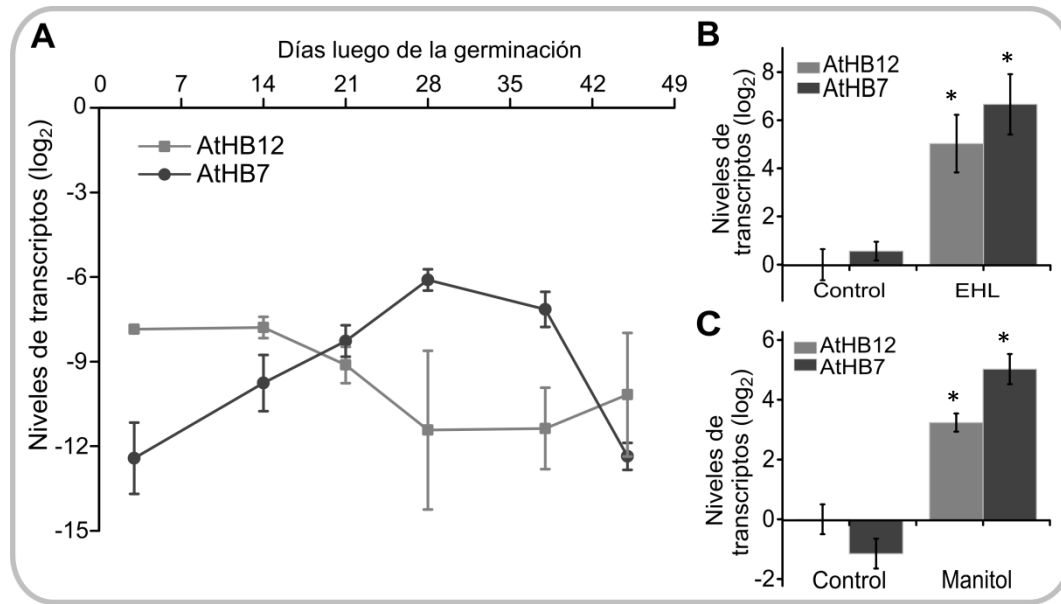 A
Días luego de la germinación
0 7 14 21 28 35 42 49
0
-3
-6
-9
-12
-15
Niveles de transcriptos (log2)
AtHB12
AtHB7
B
AtHB12
AtHB7
* *
8
6
4
2
0
Niveles de
transcriptos (log2)
Control EHL
C
AtHB12
AtHB7
* *
6
4
2
0
-2
Niveles de
transcriptos (log2)
Control Manitol